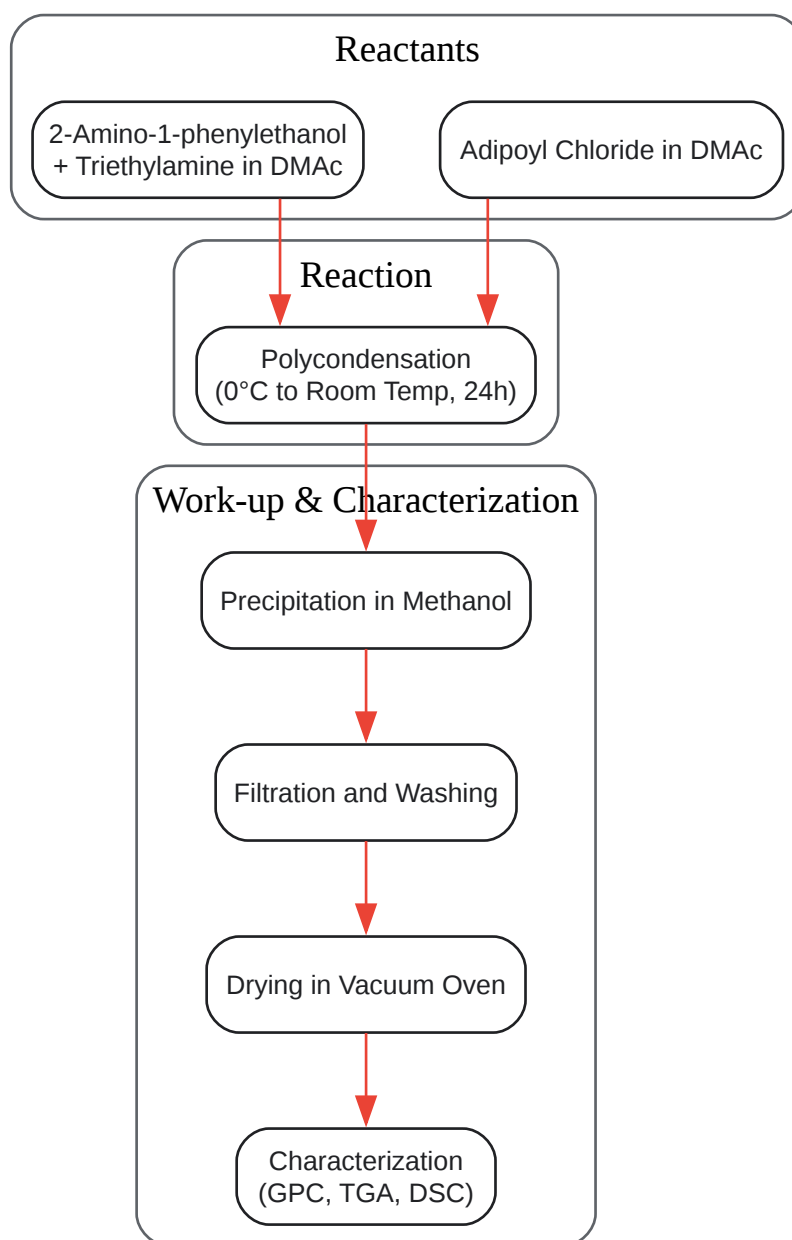 Reactants
2-Amino-1-phenylethanol
+ Triethylamine in DMAc
Adipoyl Chloride in DMAc
Reaction
Polycondensation
(0°C to Room Temp, 24h)
Work-up & Characterization
Precipitation in Methanol
Filtration and Washing
Drying in Vacuum Oven
Characterization
(GPC, TGA, DSC)